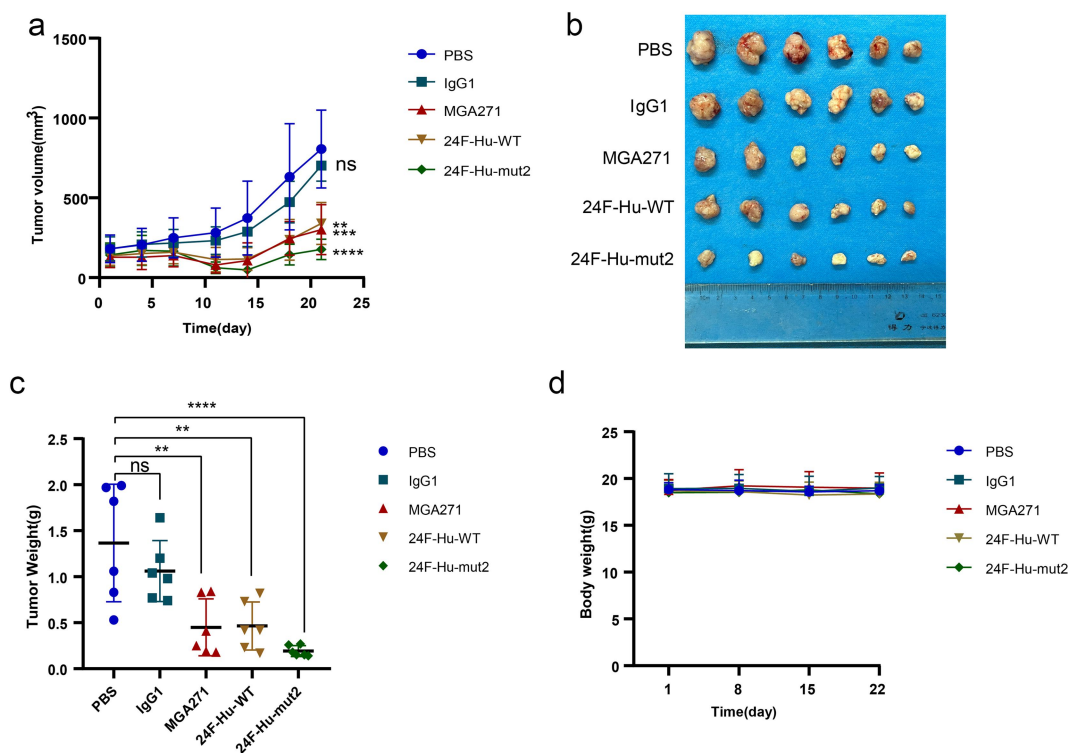 a
1500
1000
500
0
0
5
10
15
20
25
Tumor volume(mm3)
Time(day)
ns
**
***
****
PBS
IgG1
MGA271
24F-Hu-WT
24F-Hu-mut2
b
PBS
IgG1
MGA271
24F-Hu-WT
24F-Hu-mut2
得力
c
2.5
2.0
1.5
1.0
0.5
0.0
Tumor Weight(g)
****
**
**
ns
PBS
IgG1
MGA271
24F-Hu-WT
24F-Hu-mut2
PBS
IgG1
MGA271
24F-Hu-WT
24F-Hu-mut2
d
25
20
15
10
5
0
Body weight(g)
1
8
15
22
Time(day)
PBS
IgG1
MGA271
24F-Hu-WT
24F-Hu-mut2